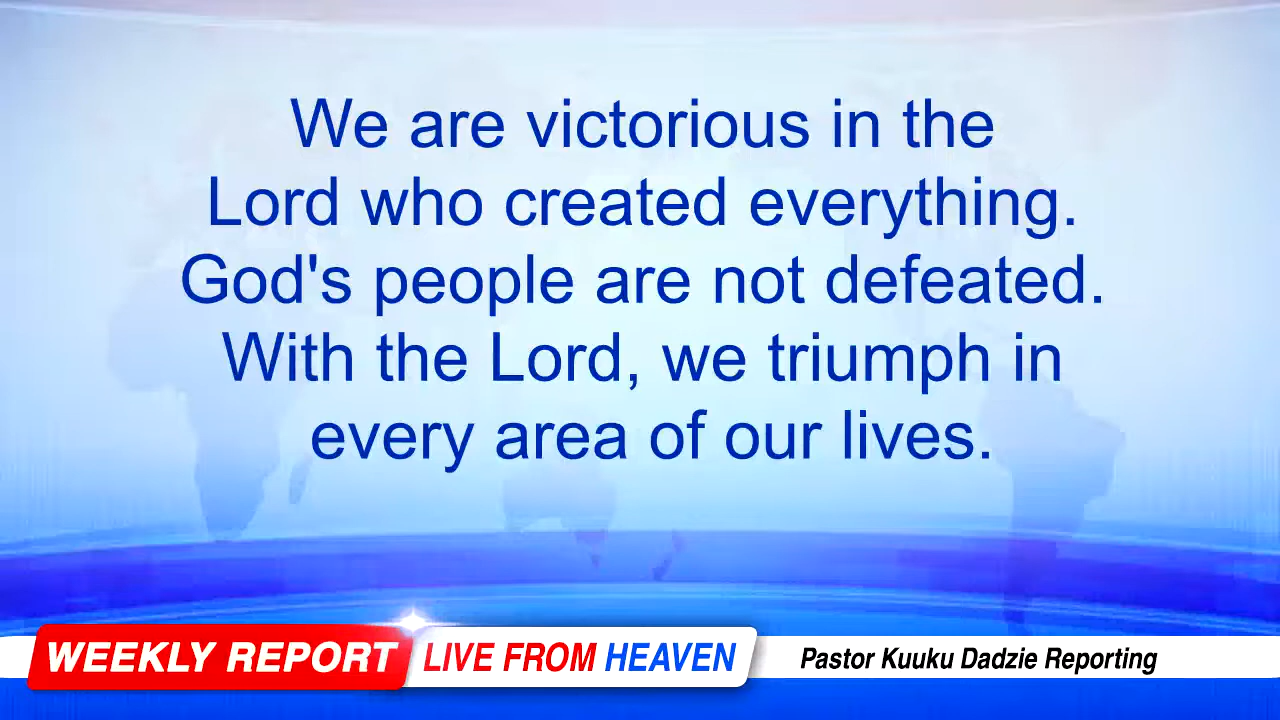 We are victorious in the
Lord who created everything.
God's people are not defeated.
With the Lord, we triumph in
every area of our lives.
WEEKLY REPORT LIVE FROM HEAVEN Pastor Kuuku Dadzie Reporting